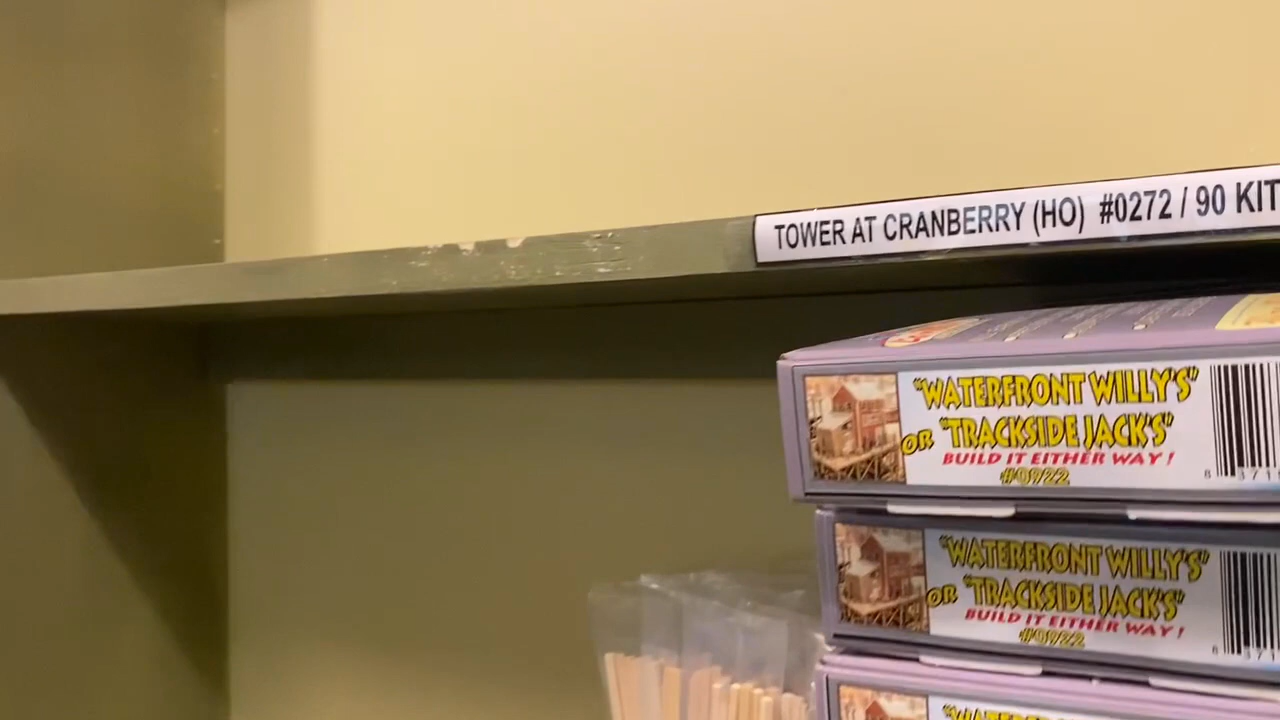 TOWER AT CRANBERRY (HO) #0272 / 90 KIT
"WATERFRONT WILLY'S"
OR "TRACKSIDE JACK'S"
BUILD IT EITHER WAY!
#0922
"WATERFRONT WILLY'S"
OR "TRACKSIDE JACK'S"
BUILD IT EITHER WAY!
#0922